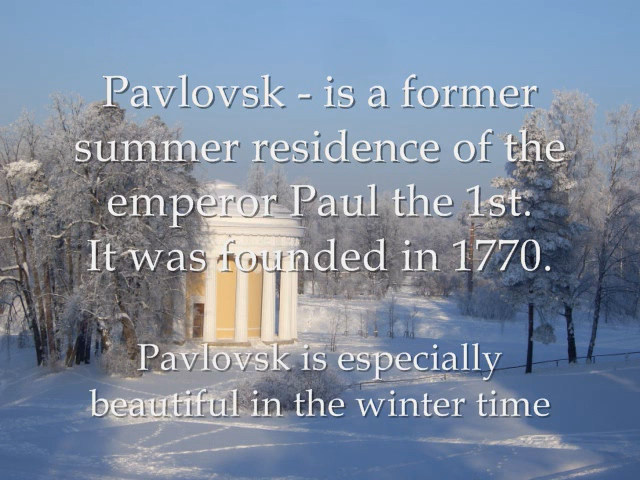 Pavlovsk - is a former
summer residence of the
emperor Paul the 1st.
It was founded in 1770.
Pavlovsk is especially
beautiful in the winter time